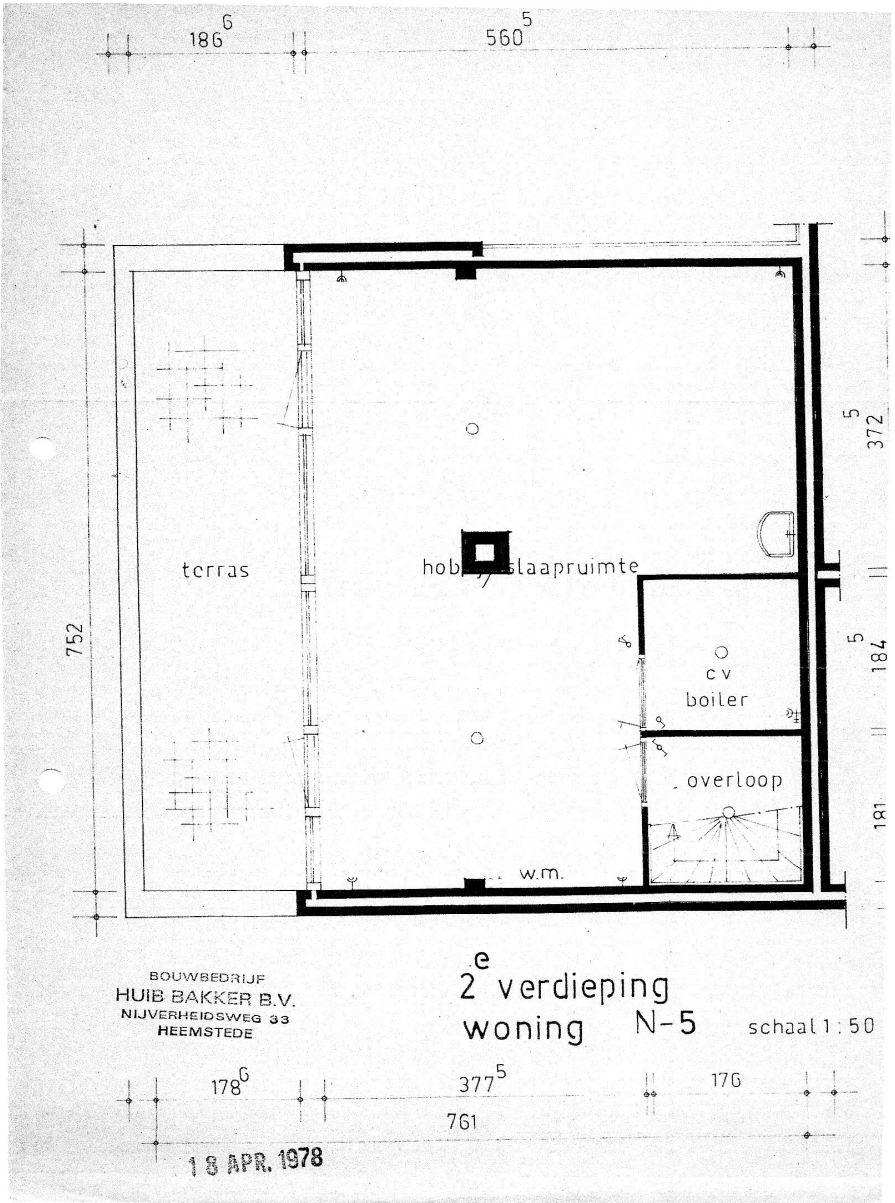 186⁶ 560⁵
372⁵
terras
hobby slaapruimte
752
184⁵
cv
boiler
overloop
181
w.m.
BOUWBEDRIJF
HUIB BAKKER B.V.
NIJVERHEIDSWEG 33
HEEMSTEDE
2e verdieping
woning N-5 schaal 1:50
178⁶ 377⁵ 176
761
18 APR. 1978